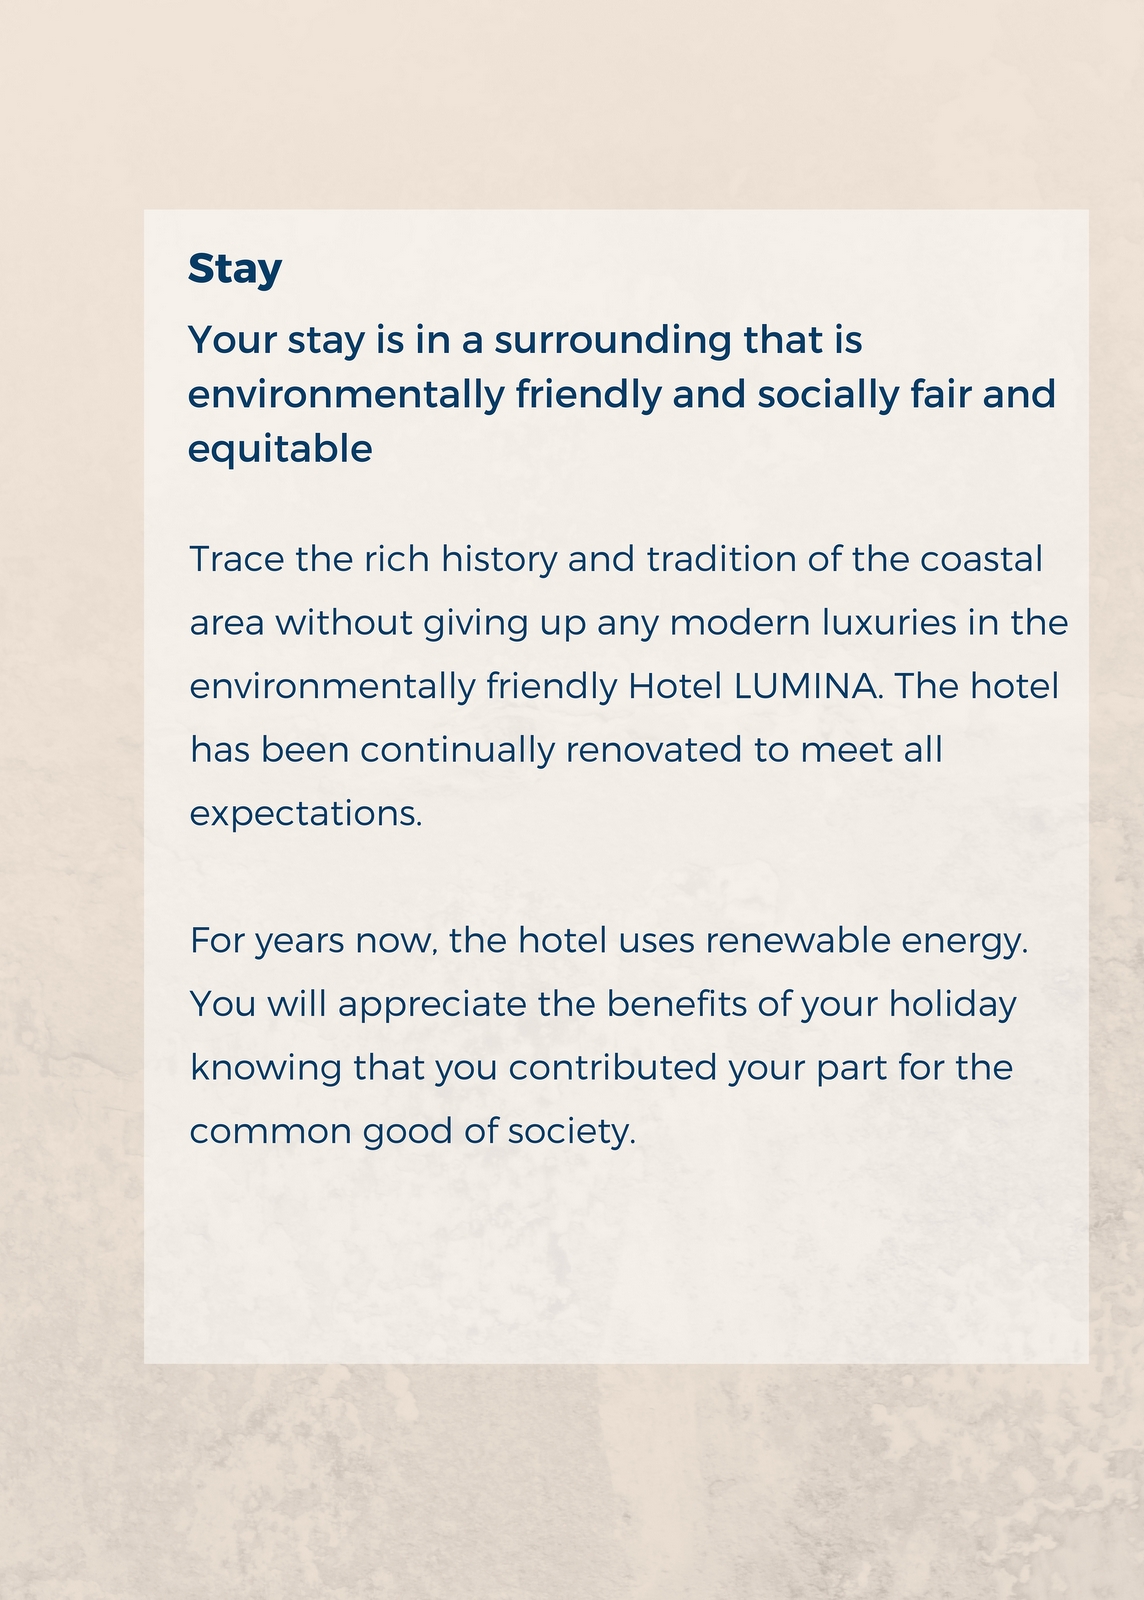 Stay
Your stay is in a surrounding that is
environmentally friendly and socially fair and
equitable
Trace the rich history and tradition of the coastal
area without giving up any modern luxuries in the
environmentally friendly Hotel LUMINA. The hotel
has been continually renovated to meet all
expectations.
For years now, the hotel uses renewable energy.
You will appreciate the benefits of your holiday
knowing that you contributed your part for the
common good of society.